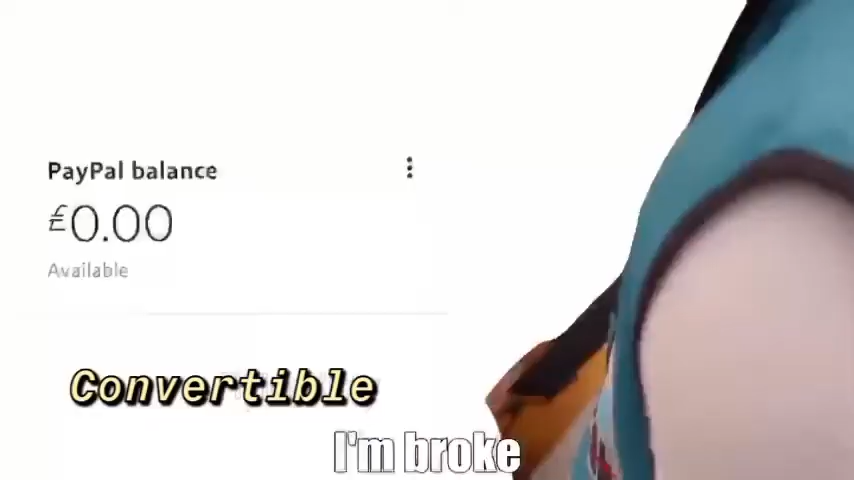 PayPal balance
£0.00
Available
Convertible
I'm broke